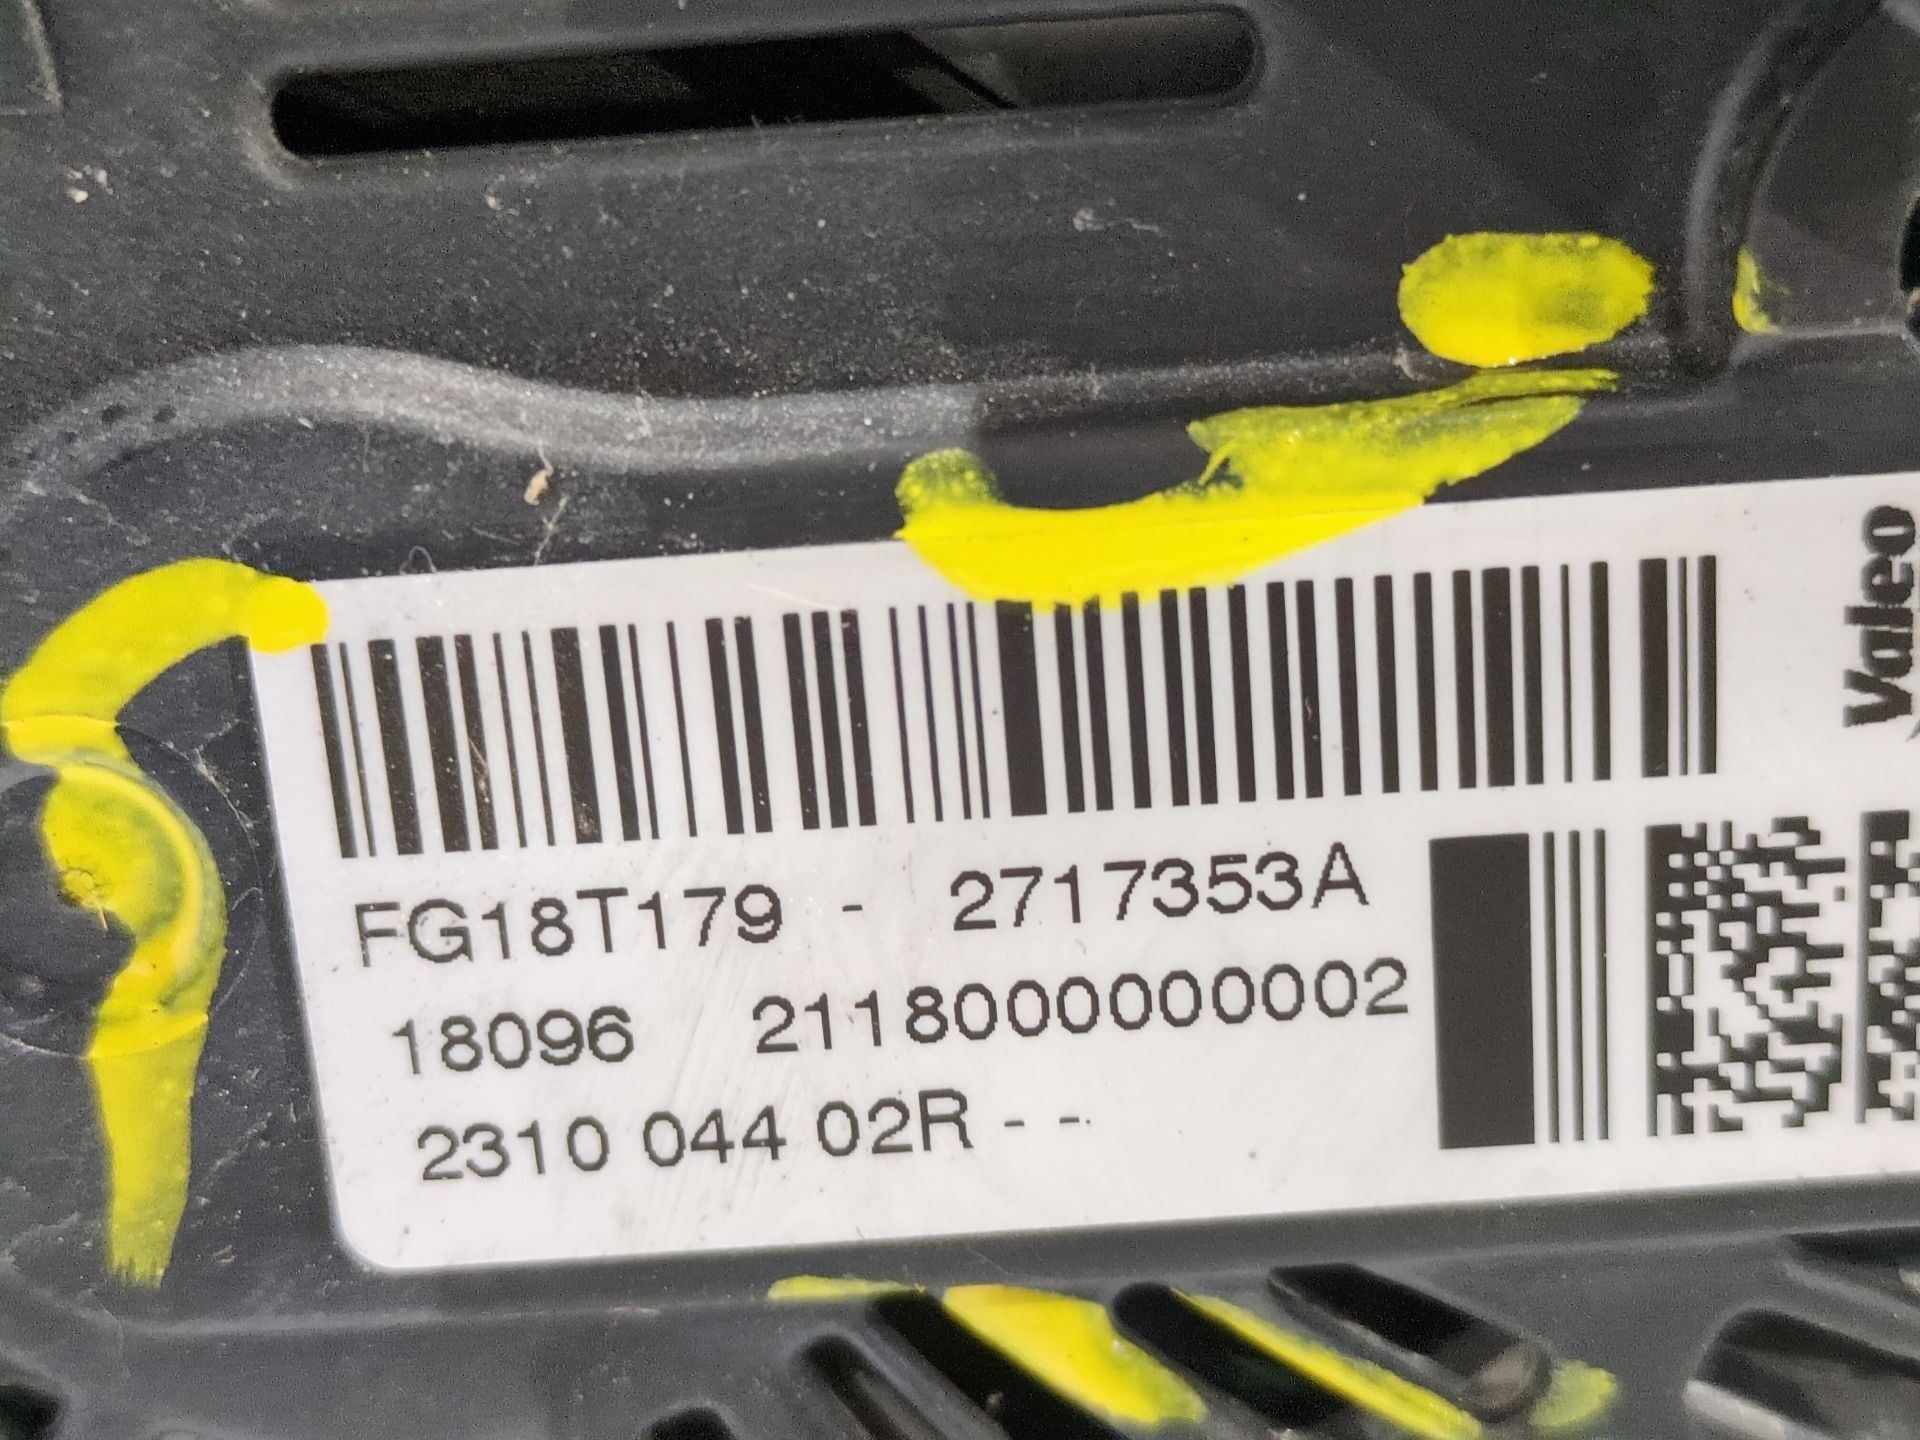 Valeo
FG18T179 - 2717353A
18096 2118000000002
2310 044 02R - -